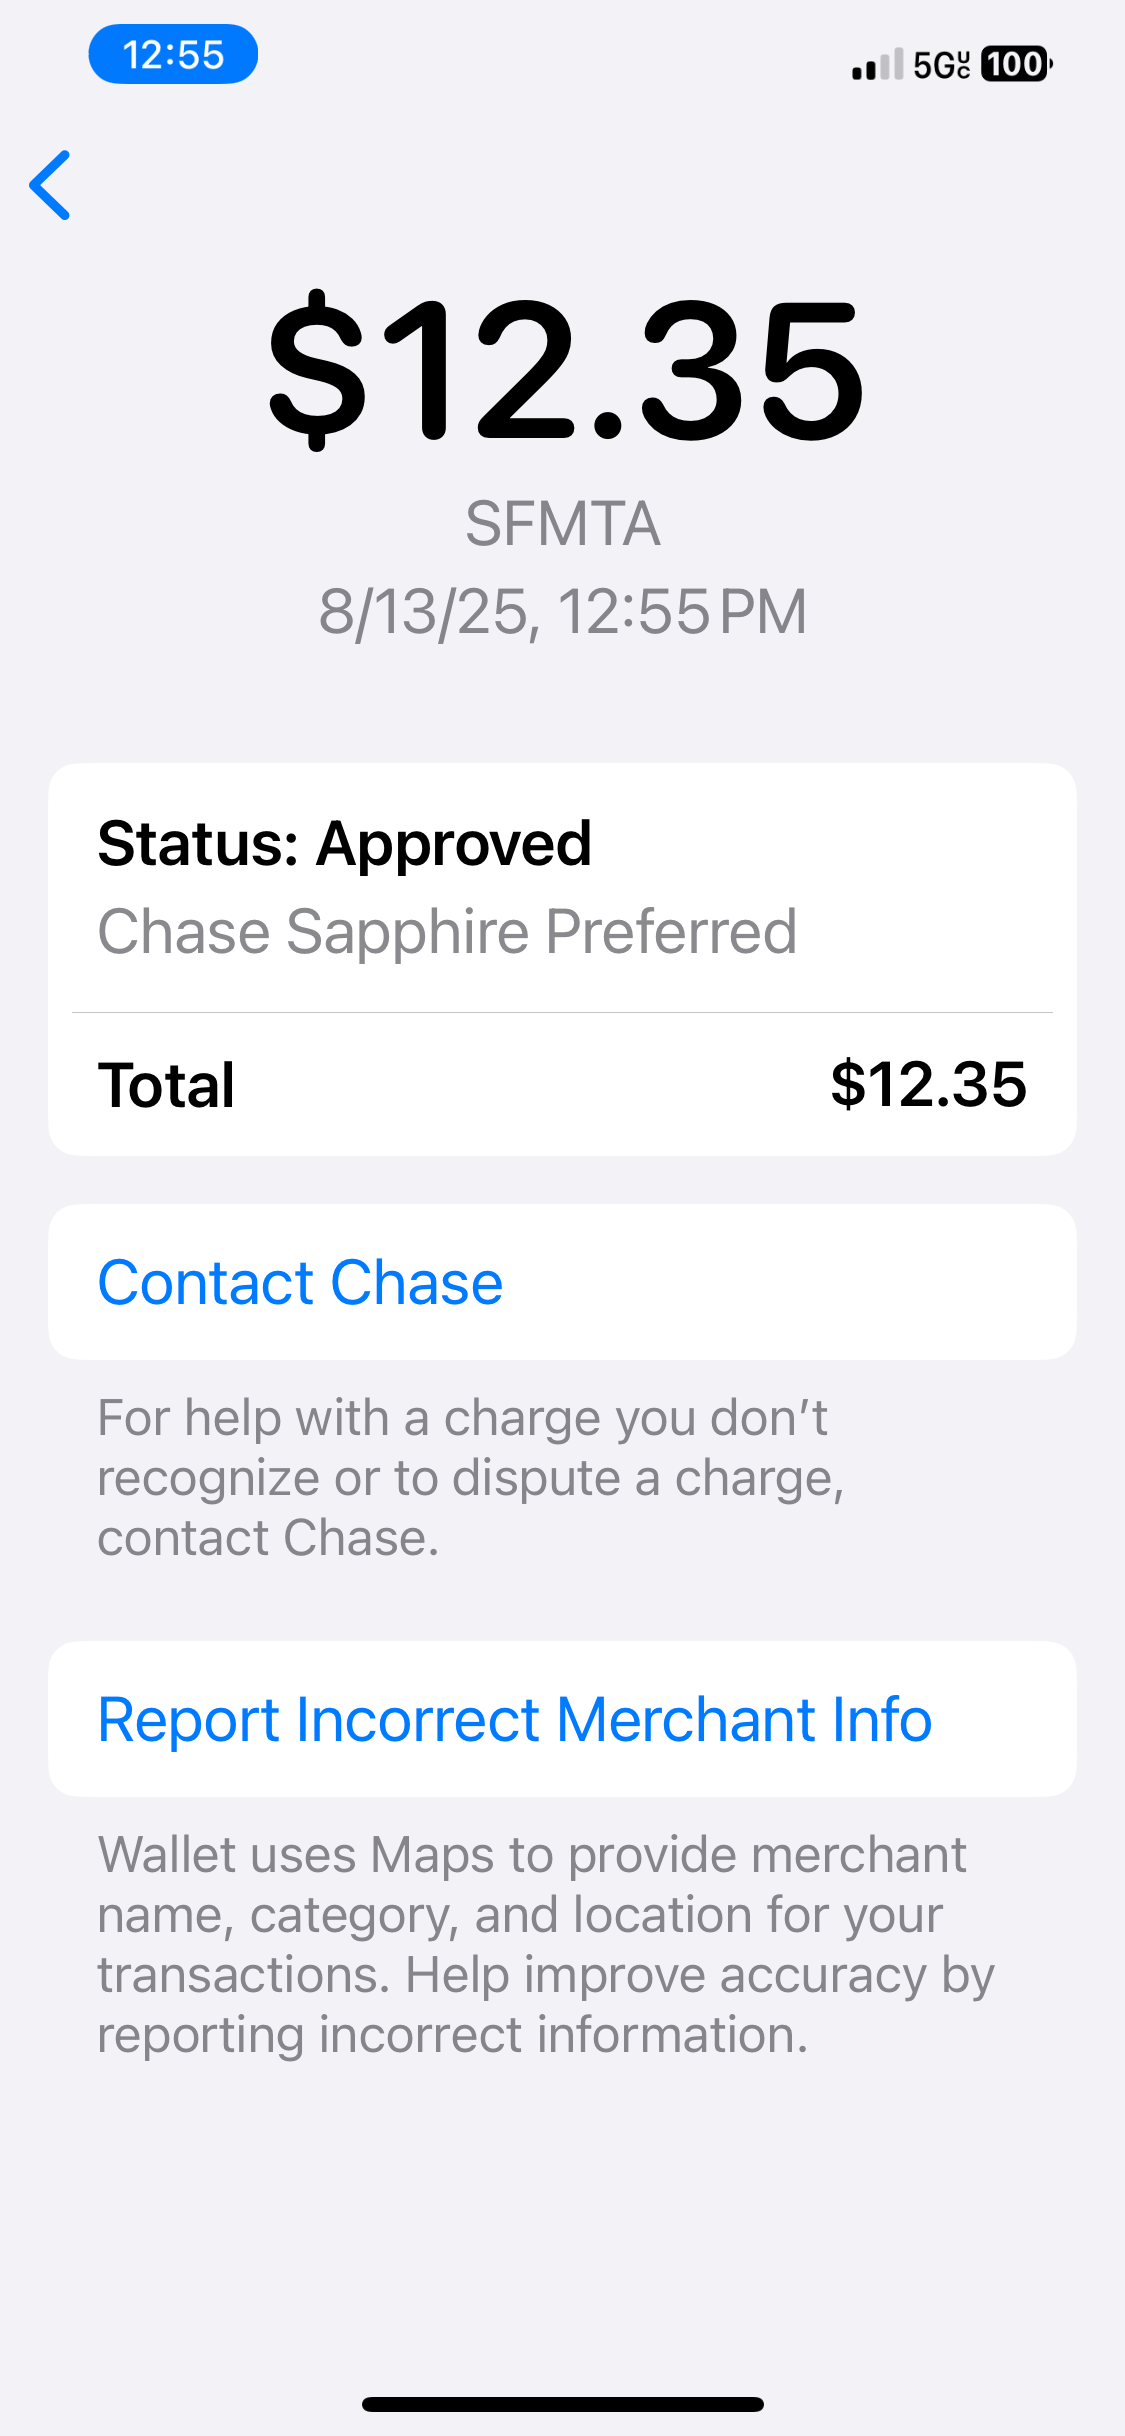 12:55
5GUC 100
$12.35
SFMTA
8/13/25, 12:55 PM
Status: Approved
Chase Sapphire Preferred
Total $12.35
Contact Chase
For help with a charge you don’t
recognize or to dispute a charge,
contact Chase.
Report Incorrect Merchant Info
Wallet uses Maps to provide merchant
name, category, and location for your
transactions. Help improve accuracy by
reporting incorrect information.